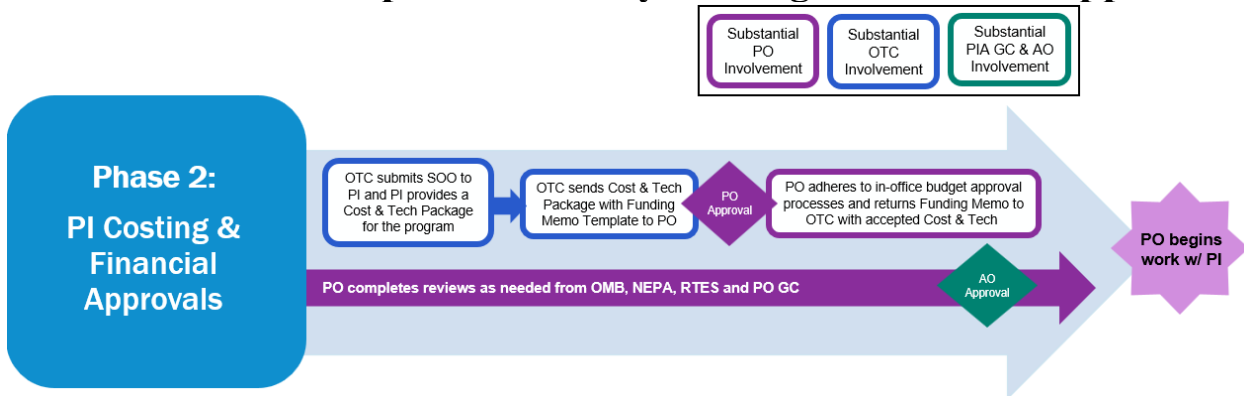 Substantial
PO
Involvement
Substantial
OTC
Involvement
Substantial
PIA GC & AO
Involvement
Phase 2:
PI Costing &
Financial
Approvals
OTC submits SOO to
PI and PI provides a
Cost & Tech Package
for the program
OTC sends Cost & Tech
Package with Funding
Memo Template to PO
PO
Approval
PO adheres to in-office budget approval
processes and returns Funding Memo to
OTC with accepted Cost & Tech
PO completes reviews as needed from OMB, NEPA, RTES and PO GC
AO
Approval
PO begins
work w/ PI